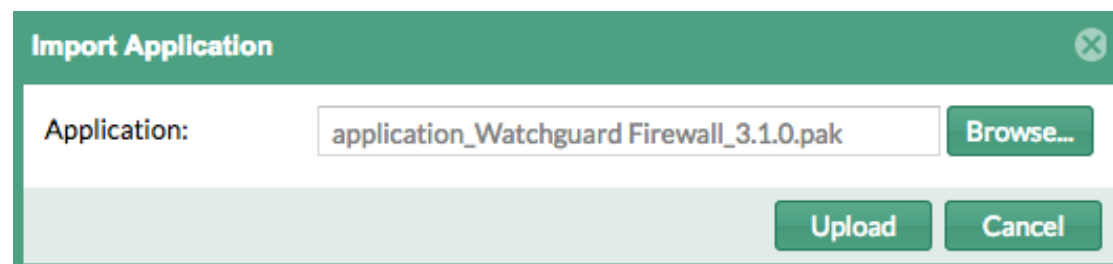 Import Application
Application: application_Watchguard Firewall_3.1.0.pak Browse...
Upload Cancel